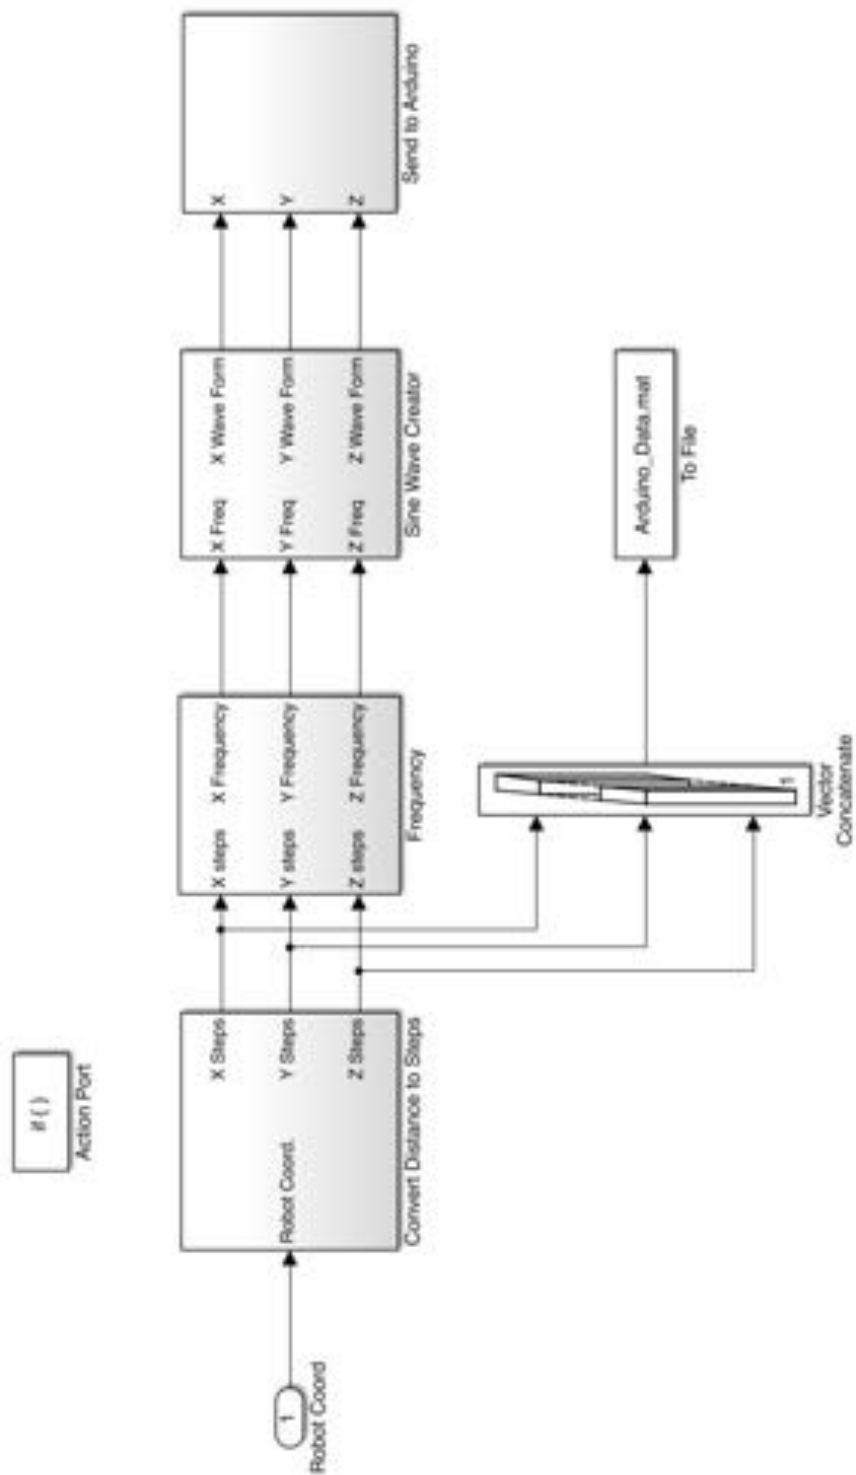 if { }
Action Port
1
Robot Coord
Robot Coord.
X Steps
Y Steps
Z Steps
Convert Distance to Steps
X steps X Frequency
Y steps Y Frequency
Z steps Z Frequency
Frequency
X Freq X Wave Form
Y Freq Y Wave Form
Z Freq Z Wave Form
Sine Wave Creator
X
Y
Z
Send to Arduino
1
Vector
Concatenate
Arduino_Data.mat
To File